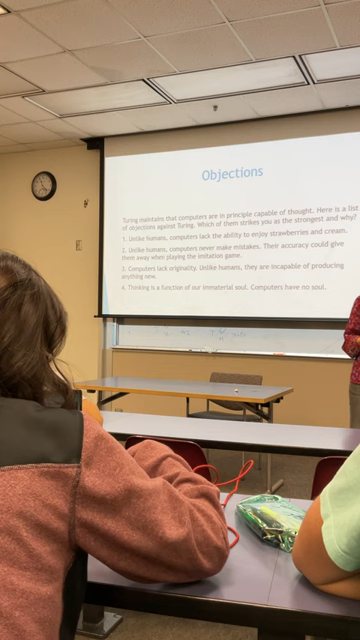 Objections
Turing maintains that computers are in principle capable of thought. Here is a list
of objections against Turing. Which of them strikes you as the strongest and why?
1. Unlike humans, computers lack the ability to enjoy strawberries and cream.
2. Unlike humans, computers never make mistakes. Their accuracy could give
them away when playing the imitation game.
3. Computers lack originality. Unlike humans, they are incapable of producing
anything new.
4. Thinking is a function of our immaterial soul. Computers have no soul.